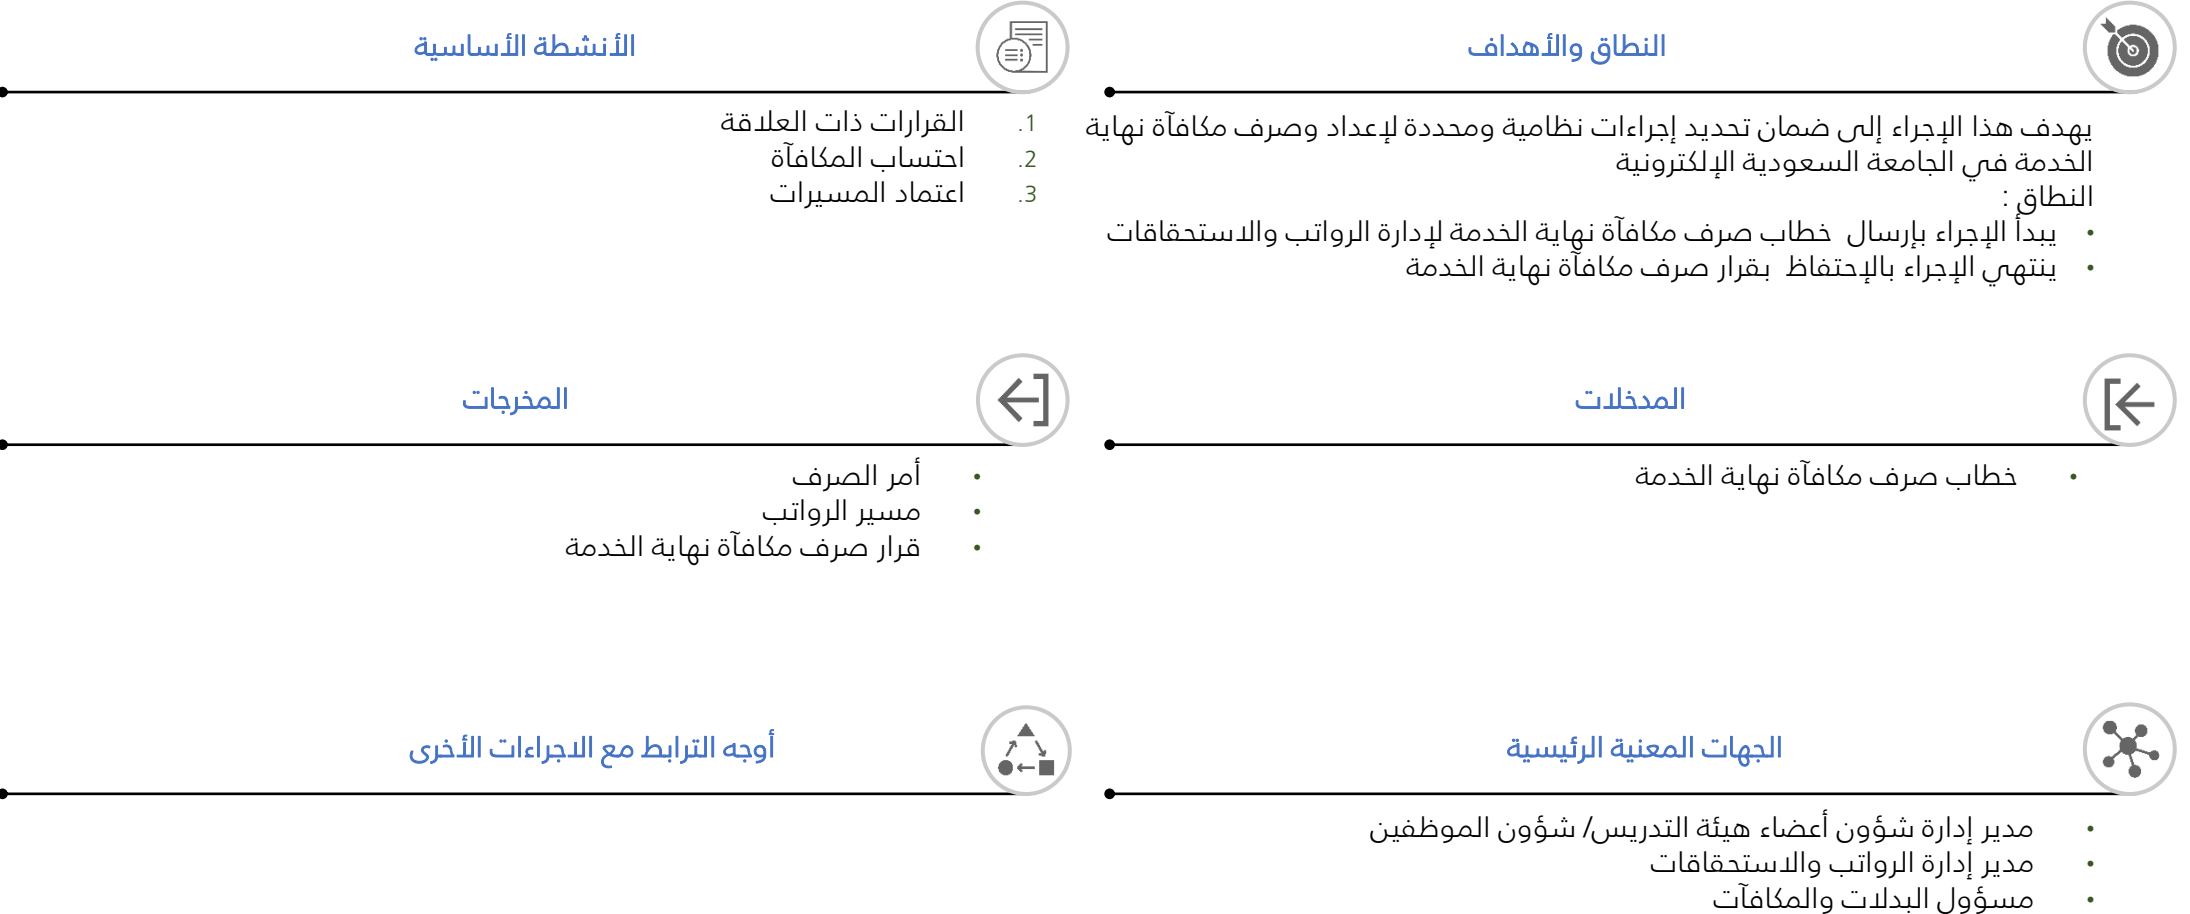 النطاق والأهداف
يهدف هذا الإجراء إلى ضمان تحديد إجراءات نظامية ومحددة لإعداد وصرف مكافآة نهاية
الخدمة في الجامعة السعودية الإلكترونية
النطاق :
• يبدأ الإجراء بإرسال خطاب صرف مكافآة نهاية الخدمة لإدارة الرواتب والاستحقاقات
• ينتهي الإجراء بالإحتفاظ بقرار صرف مكافآة نهاية الخدمة
الأنشطة الأساسية
1. القرارات ذات العلاقة
2. احتساب المكافآة
3. اعتماد المسيرات
المدخلات
• خطاب صرف مكافآة نهاية الخدمة
المخرجات
• أمر الصرف
• مسير الرواتب
• قرار صرف مكافآة نهاية الخدمة
الجهات المعنية الرئيسية
• مدير إدارة شؤون أعضاء هيئة التدريس/ شؤون الموظفين
• مدير إدارة الرواتب والاستحقاقات
• مسؤول البدلات والمكافآت
أوجه الترابط مع الاجراءات الأخرى